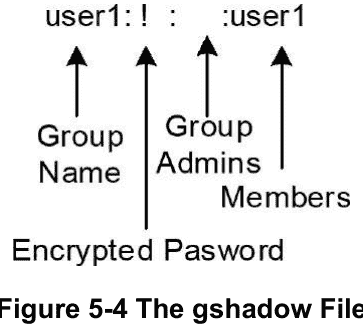 user1: ! : :user1
Group
Name
Group
Admins
Members
Encrypted Pasword
Figure 5-4 The gshadow File